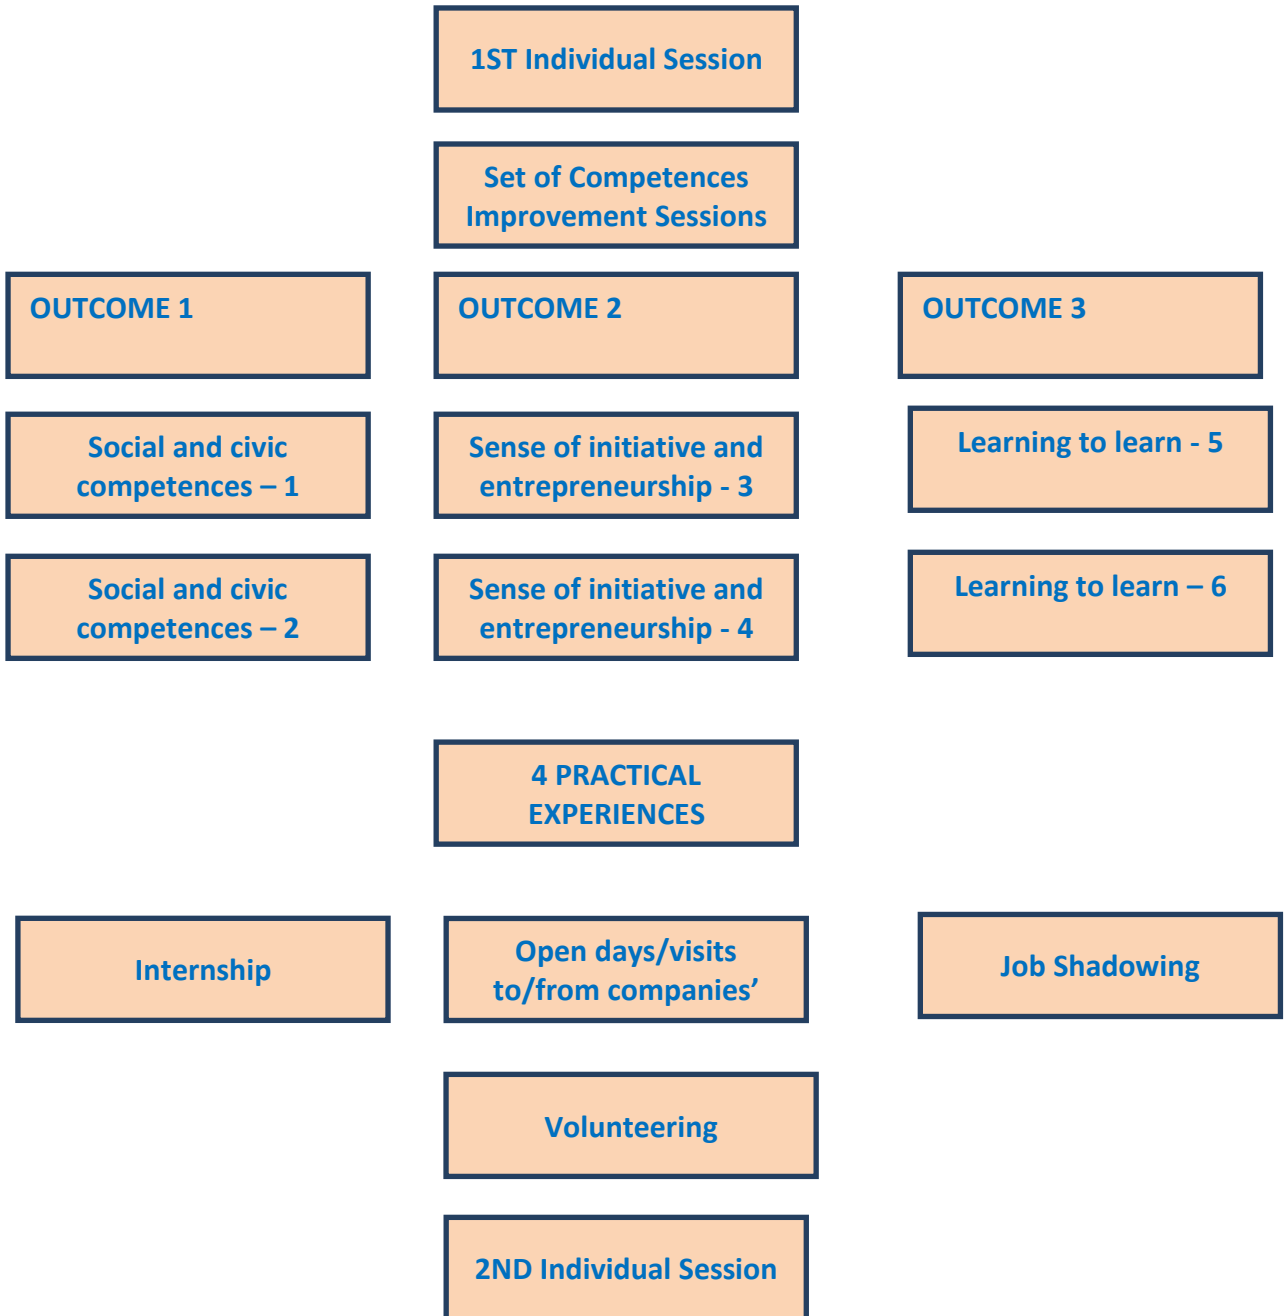 1ST Individual Session
Set of Competences
Improvement Sessions
OUTCOME 1
OUTCOME 2
OUTCOME 3
Social and civic
competences – 1
Sense of initiative and
entrepreneurship - 3
Learning to learn - 5
Social and civic
competences – 2
Sense of initiative and
entrepreneurship - 4
Learning to learn – 6
4 PRACTICAL
EXPERIENCES
Internship
Open days/visits
to/from companies’
Job Shadowing
Volunteering
2ND Individual Session